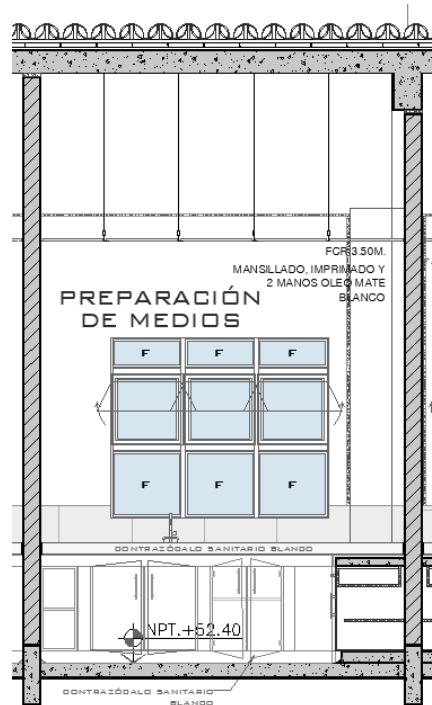 FCR 3.50M.
MANSILLADO, IMPRIMADO Y
2 MANOS OLEO MATE
BLANCO
PREPARACIÓN
DE MEDIOS
F F F
F F F
CONTRAZÓCALO SANITARIO BLANCO
NPT.+52.40
CONTRAZÓCALO SANITARIO
BLANCO